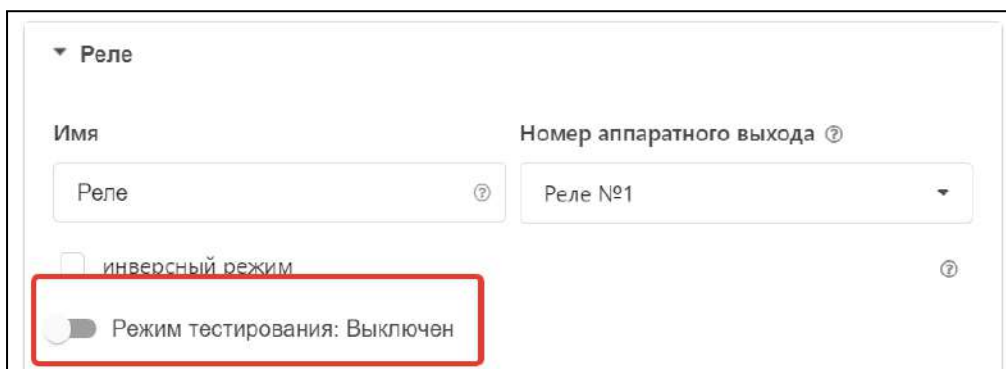 Реле
Имя
Номер аппаратного выхода
Реле
Реле №1
инверсный режим
Режим тестирования: Выключен